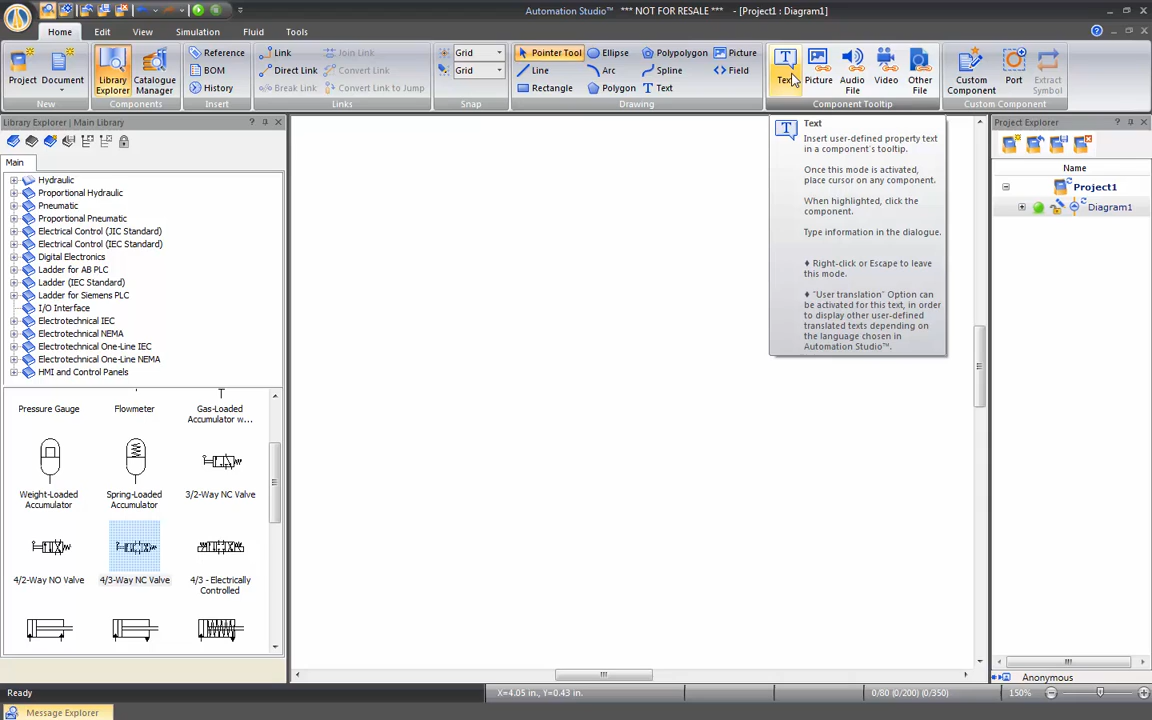 Automation Studio™ *** NOT FOR RESALE *** - [Project1 : Diagram1]
Home Edit View Simulation Fluid Tools
Project Document
New
Library Explorer Catalogue Manager
Components
Reference
BOM
History
Insert
Link Join Link
Direct Link Convert Link
Break Link Convert Link to Jump
Links
Grid
Grid
Snap
Pointer Tool Ellipse Polypolygon Picture
Line Arc Spline Field
Rectangle Polygon Text
Drawing
Text Picture Audio File Video Other File
Component Tooltip
Custom Component Port Extract Symbol
Custom Component
Library Explorer | Main Library
Main
Hydraulic
Proportional Hydraulic
Pneumatic
Proportional Pneumatic
Electrical Control (JIC Standard)
Electrical Control (IEC Standard)
Digital Electronics
Ladder for AB PLC
Ladder (IEC Standard)
Ladder for Siemens PLC
I/O Interface
Electrotechnical IEC
Electrotechnical NEMA
Electrotechnical One-Line IEC
Electrotechnical One-Line NEMA
HMI and Control Panels
Pressure Gauge Flowmeter Gas-Loaded
Accumulator w...
Weight-Loaded Spring-Loaded 3/2-Way NC Valve
Accumulator Accumulator
4/2-Way NO Valve 4/3-Way NC Valve 4/3 - Electrically
Controlled
Text
Insert user-defined property text
in a component's tooltip.
Once this mode is activated,
place cursor on any component.
When highlighted, click the
component.
Type information in the dialogue.
♦ Right-click or Escape to leave
this mode.
♦ "User translation" Option can
be activated for this text, in order
to display other user-defined
translated texts depending on
the language chosen in
Automation Studio™.
Project Explorer
Name
Project1
Diagram1
Anonymous
Ready
X=4.05 in., Y=0.43 in.
0/80 (0/200) (0/350)
150%
Message Explorer